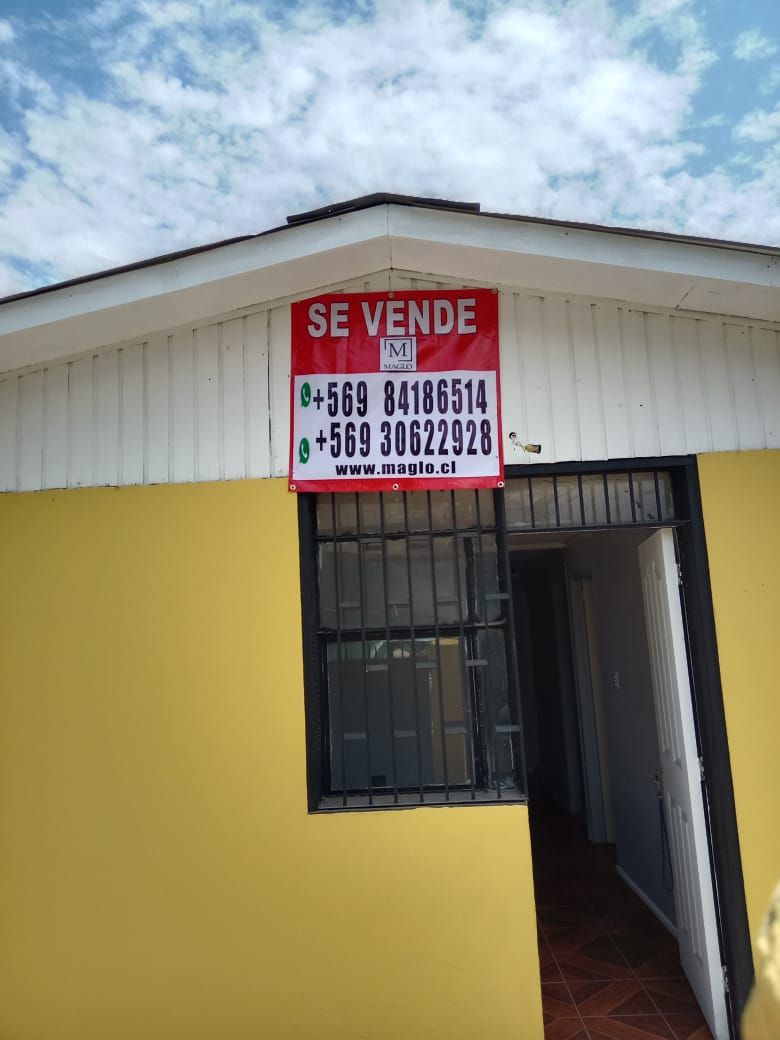 SE VENDE
M
MAGLO
+569 84186514
+569 30622928
www.maglo.cl